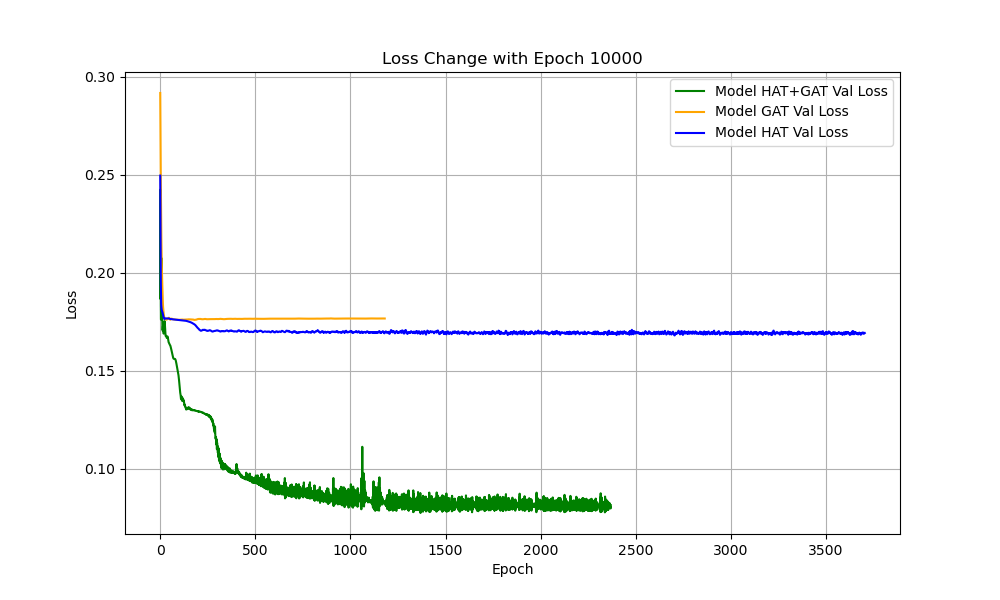 Loss Change with Epoch 10000
Model HAT+GAT Val Loss
Model GAT Val Loss
Model HAT Val Loss
0.30
0.25
0.20
0.15
0.10
Loss
0
500
1000
1500
2000
2500
3000
3500
Epoch